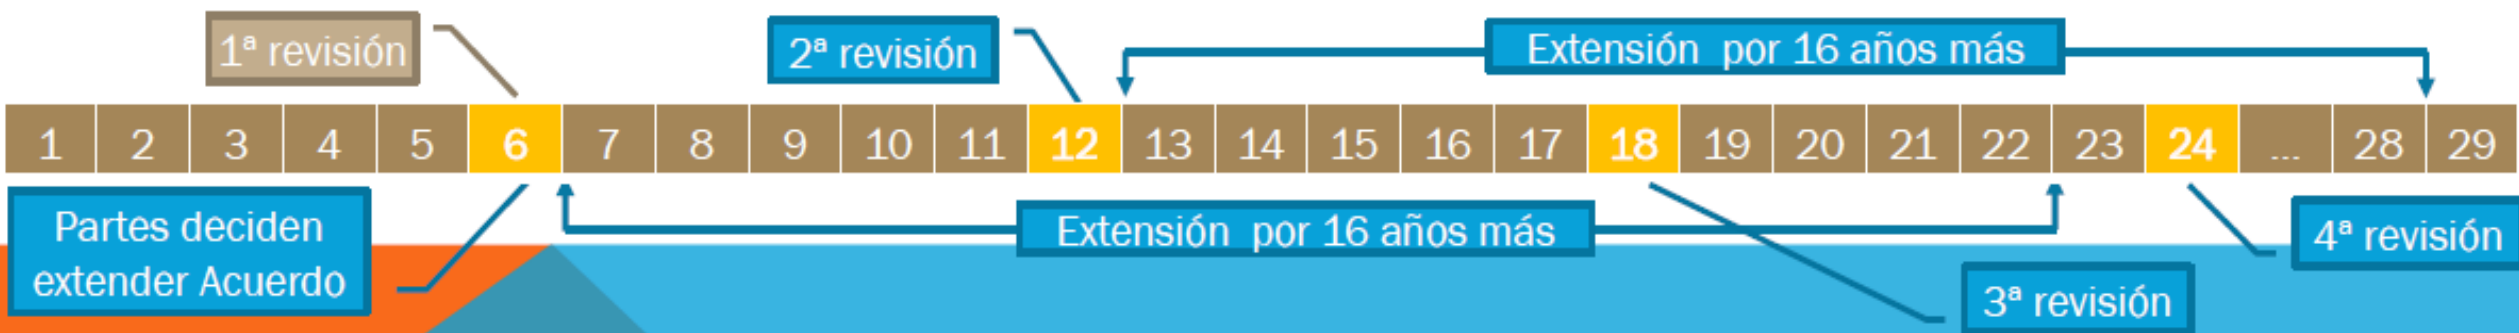 1ª revisión
2ª revisión
Extensión por 16 años más
1 2 3 4 5 6 7 8 9 10 11 12 13 14 15 16 17 18 19 20 21 22 23 24 ... 28 29
Partes deciden
extender Acuerdo
Extensión por 16 años más
4ª revisión
3ª revisión